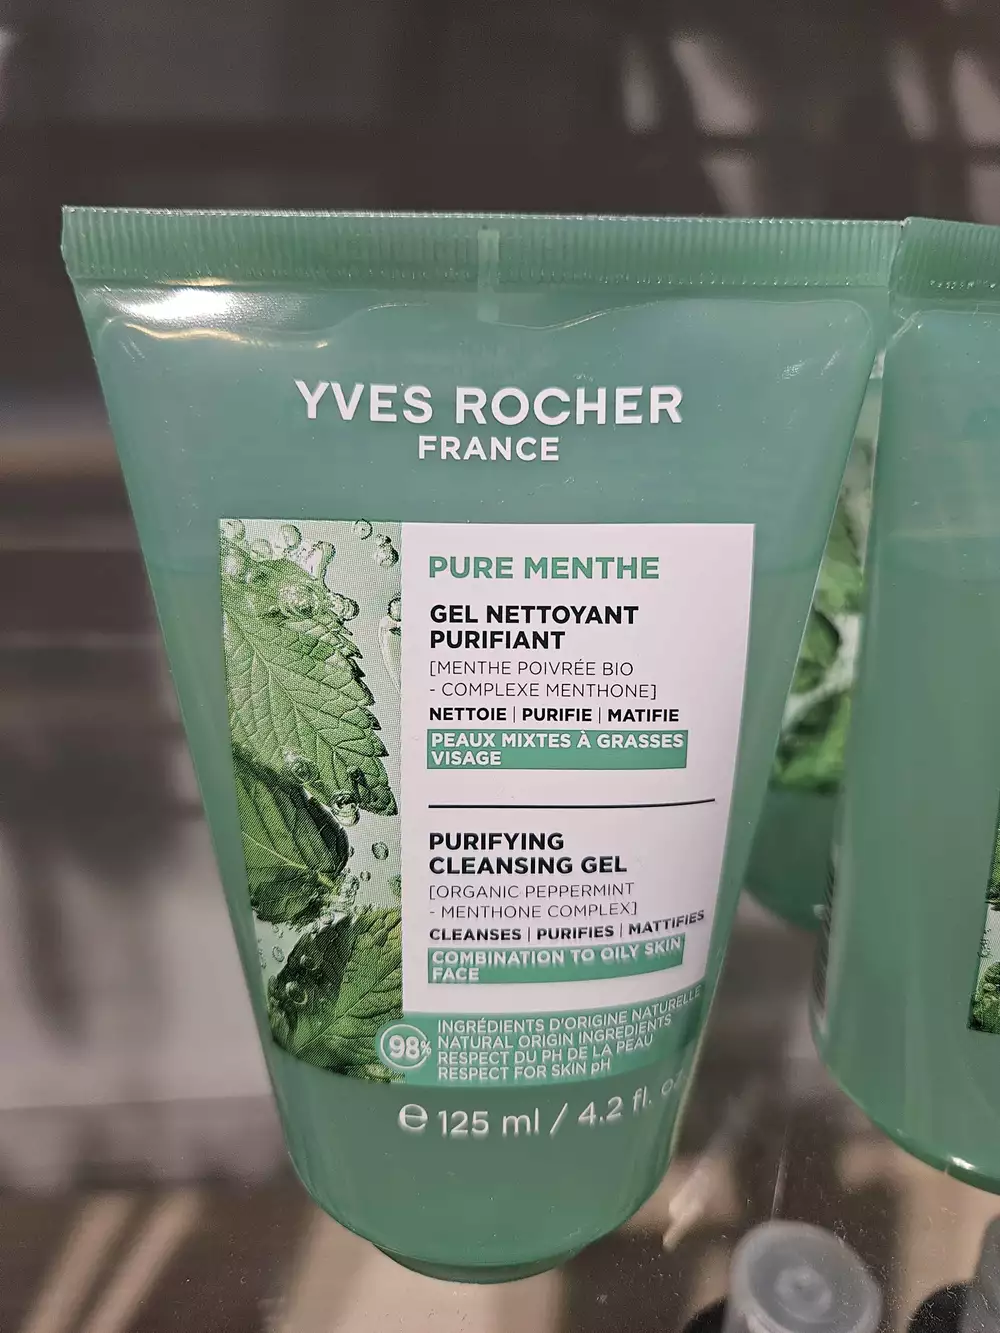 YVES ROCHER
FRANCE
PURE MENTHE
GEL NETTOYANT
PURIFIANT
[MENTHE POIVRÉE BIO
- COMPLEXE MENTHONE]
NETTOIE | PURIFIE | MATIFIE
PEAUX MIXTES À GRASSES
VISAGE
PURIFYING
CLEANSING GEL
[ORGANIC PEPPERMINT
- MENTHONE COMPLEX]
CLEANSES | PURIFIES | MATTIFIES
COMBINATION TO OILY SKIN
FACE
98%
INGRÉDIENTS D'ORIGINE NATURELLE
NATURAL ORIGIN INGREDIENTS
RESPECT DU PH DE LA PEAU
RESPECT FOR SKIN pH
℮ 125 ml / 4.2 fl. oz.